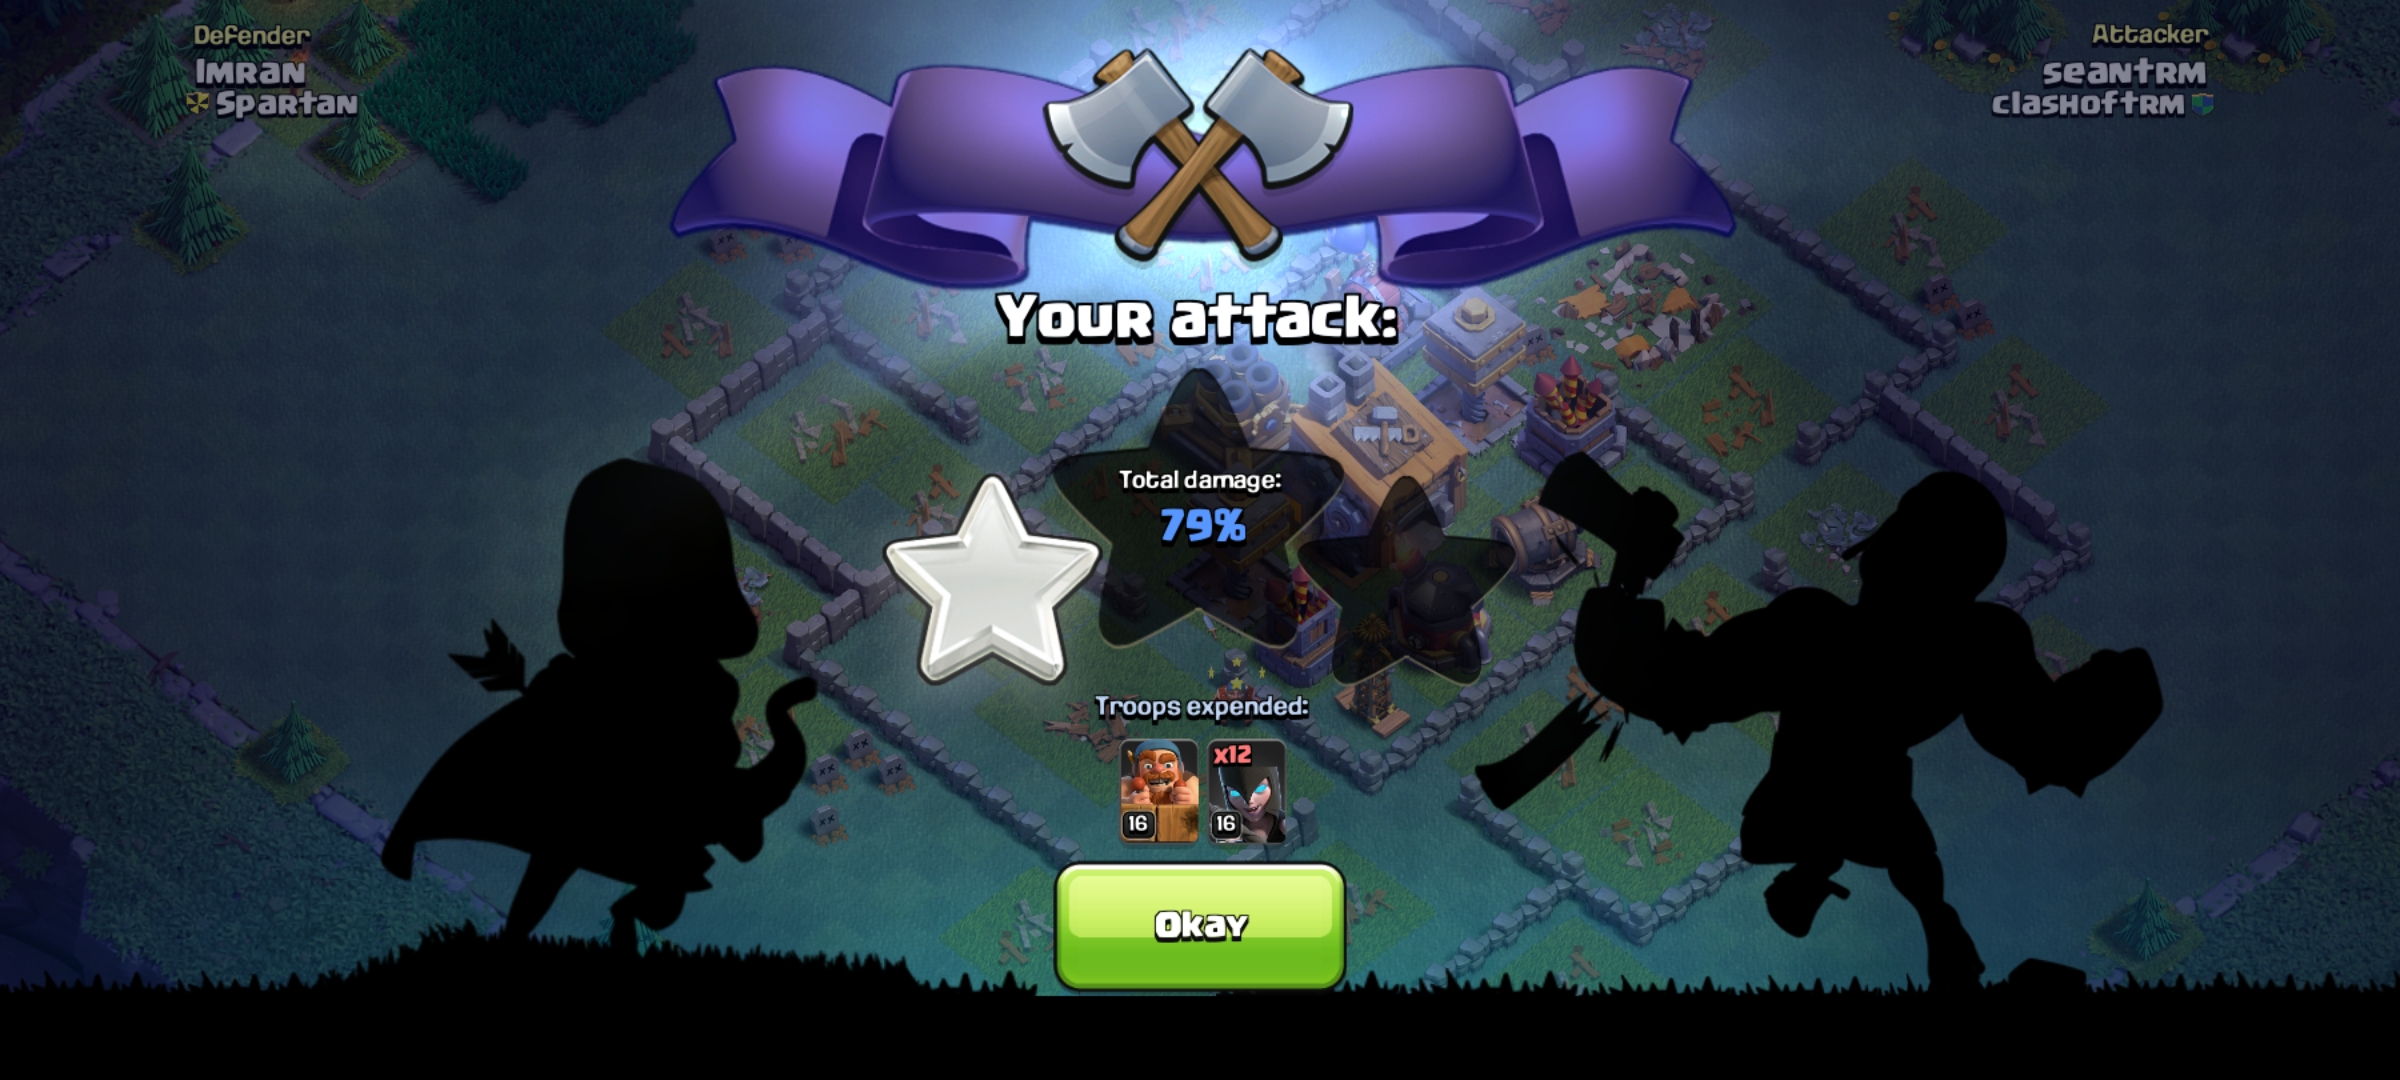 Defender
IMRAN
Spartan
Attacker
seantRM
clashoftRM
Your attack:
Total damage:
79%
Troops expended:
x12
16
16
Okay